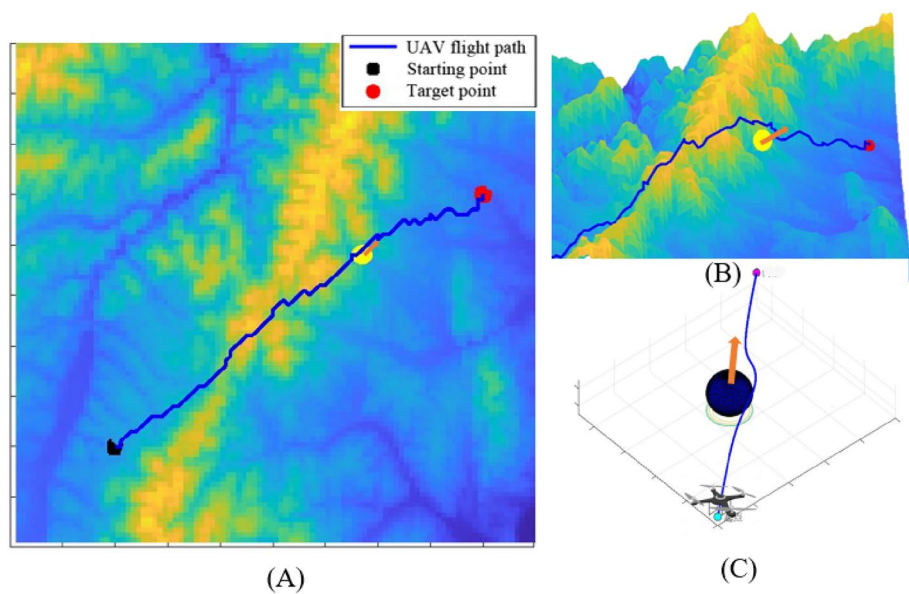 UAV flight path
Starting point
Target point
(A)
(B)
(C)